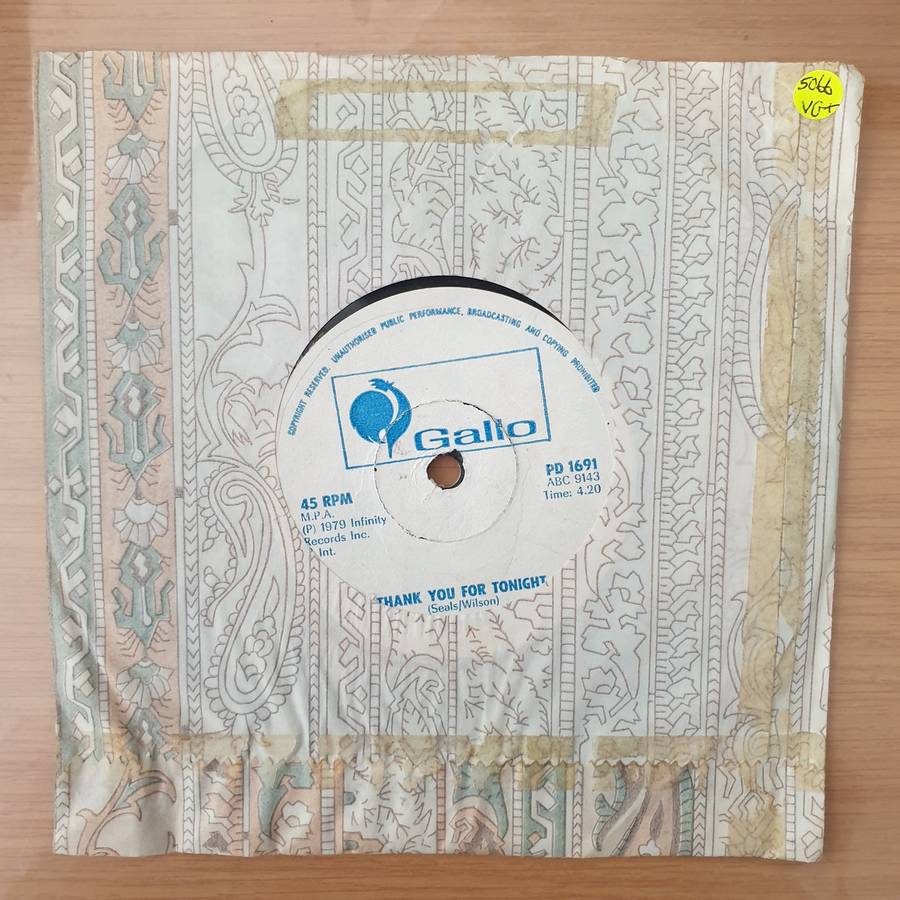 5066
VG+
COPYRIGHT RESERVED. UNAUTHORISED PUBLIC PERFORMANCE, BROADCASTING AND COPYING PROHIBITED
Gallo
45 RPM
M.P.A.
(P) 1979 Infinity
Records Inc.
Int.
PD 1691
ABC 9143
Time: 4.20
THANK YOU FOR TONIGHT
(Seals/Wilson)